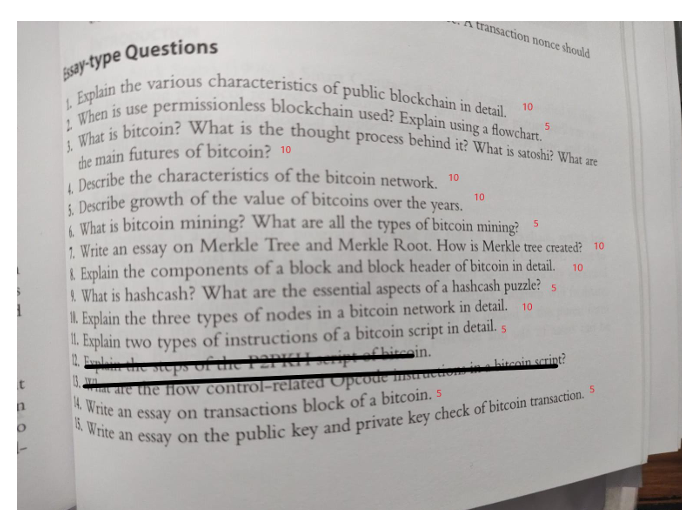 A transaction nonce should
Essay-type Questions
1. Explain the various characteristics of public blockchain in detail. 10
2. When is use permissionless blockchain used? Explain using a flowchart. 5
3. What is bitcoin? What is the thought process behind it? What is satoshi? What are
the main futures of bitcoin? 10
4. Describe the characteristics of the bitcoin network. 10
5. Describe growth of the value of bitcoins over the years. 10
6. What is bitcoin mining? What are all the types of bitcoin mining? 5
7. Write an essay on Merkle Tree and Merkle Root. How is Merkle tree created? 10
8. Explain the components of a block and block header of bitcoin in detail. 10
9. What is hashcash? What are the essential aspects of a hashcash puzzle? 5
10. Explain the three types of nodes in a bitcoin network in detail. 10
11. Explain two types of instructions of a bitcoin script in detail. 5
12. Explain the steps of the P2PKH script of bitcoin.
13. What are the flow control-related Opcode instructions in a bitcoin script?
14. Write an essay on transactions block of a bitcoin. 5
15. Write an essay on the public key and private key check of bitcoin transaction. 5